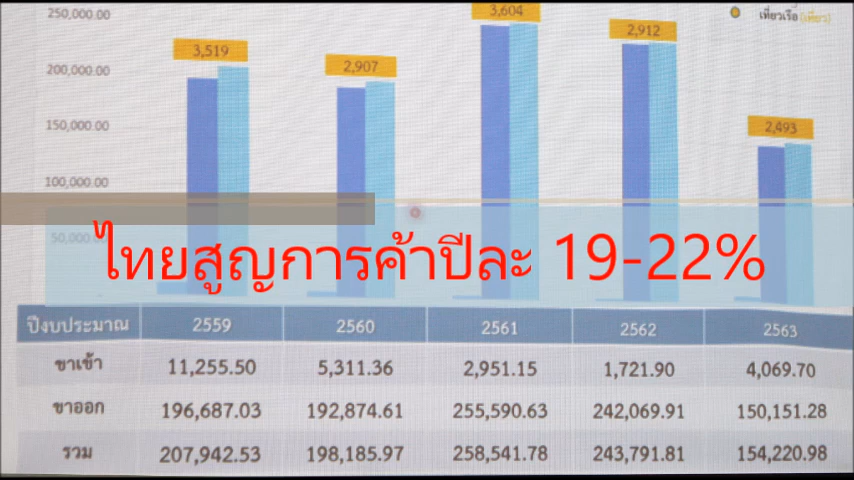 250,000.00
3,604
เที่ยวเรือ (เที่ยว)
3,519
2,912
200,000.00
2,907
150,000.00
2,493
100,000.00
50,000.00
ไทยสูญการค้าปีละ 19-22%
ปีงบประมาณ 2559 2560 2561 2562 2563
ขาเข้า 11,255.50 5,311.36 2,951.15 1,721.90 4,069.70
ขาออก 196,687.03 192,874.61 255,590.63 242,069.91 150,151.28
รวม 207,942.53 198,185.97 258,541.78 243,791.81 154,220.98